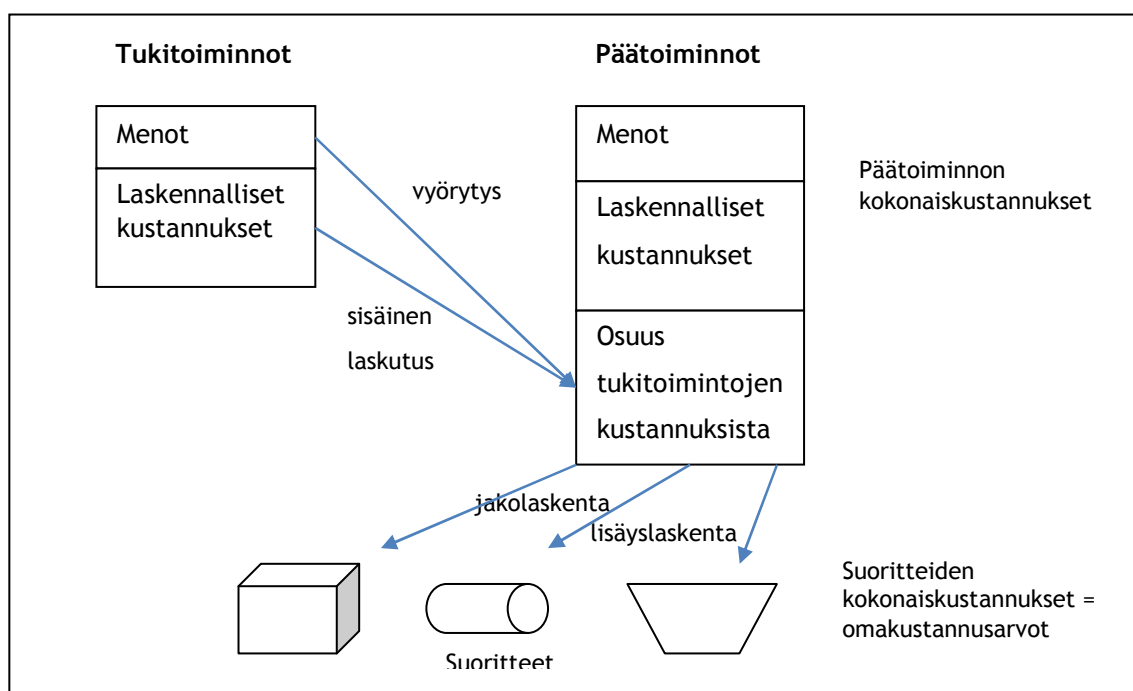 Tukitoiminnot
Päätoiminnot
Menot
Laskennalliset
kustannukset
vyörytys
sisäinen
laskutus
Menot
Laskennalliset
kustannukset
Osuus
tukitoimintojen
kustannuksista
Päätoiminnon
kokonaiskustannukset
jakolaskenta
lisäyslaskenta
Suoritteet
Suoritteiden
kokonaiskustannukset =
omakustannusarvot